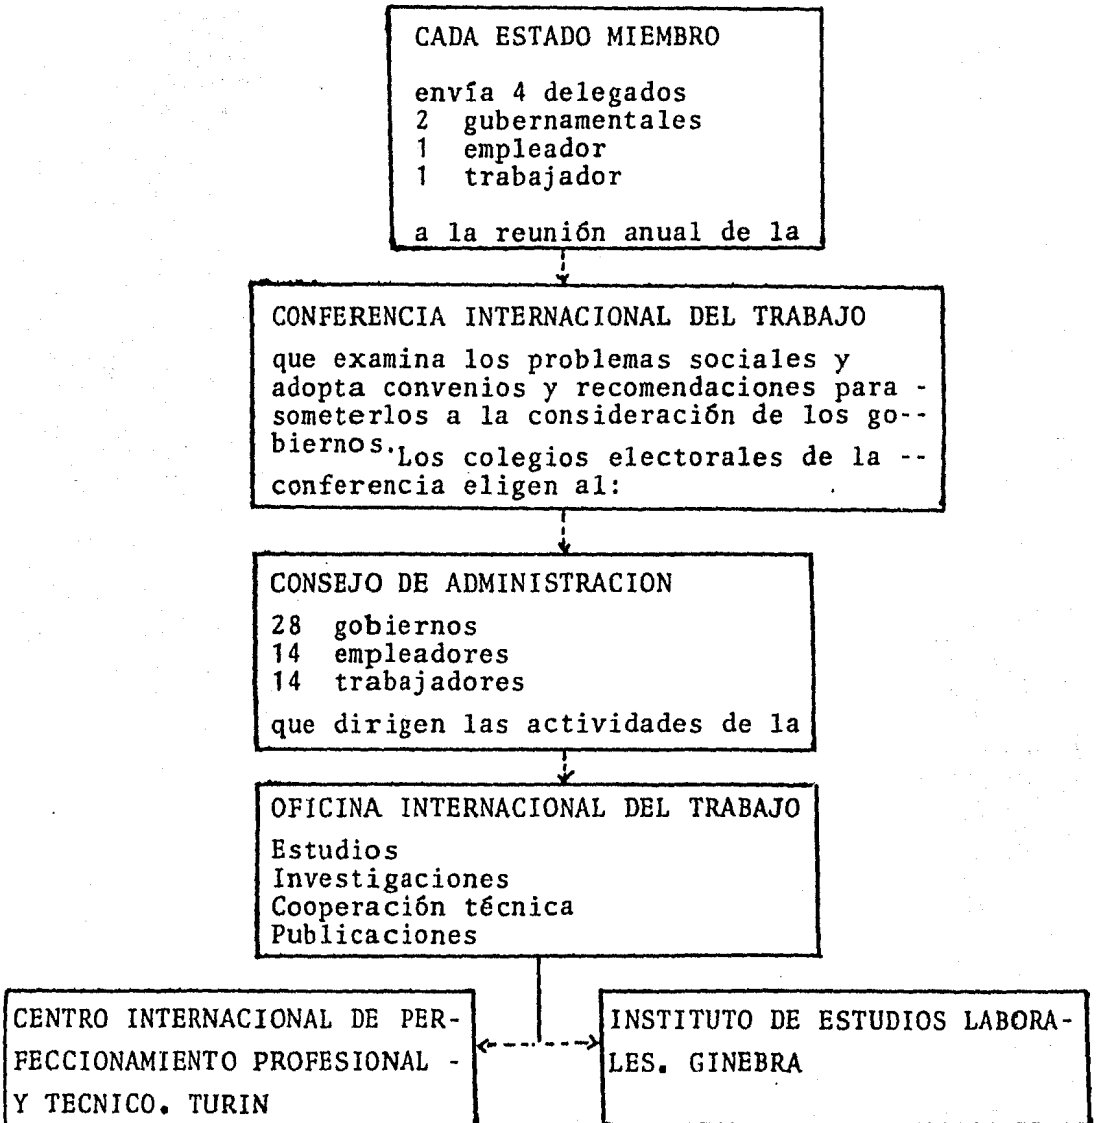 CADA ESTADO MIEMBRO
envía 4 delegados
2 gubernamentales
1 empleador
1 trabajador
a la reunión anual de la
CONFERENCIA INTERNACIONAL DEL TRABAJO
que examina los problemas sociales y
adopta convenios y recomendaciones para -
someterlos a la consideración de los go--
biernos. Los colegios electorales de la --
conferencia eligen al:
CONSEJO DE ADMINISTRACION
28 gobiernos
14 empleadores
14 trabajadores
que dirigen las actividades de la
OFICINA INTERNACIONAL DEL TRABAJO
Estudios
Investigaciones
Cooperación técnica
Publicaciones
CENTRO INTERNACIONAL DE PER-
FECCIONAMIENTO PROFESIONAL -
Y TECNICO. TURIN
INSTITUTO DE ESTUDIOS LABORA-
LES. GINEBRA